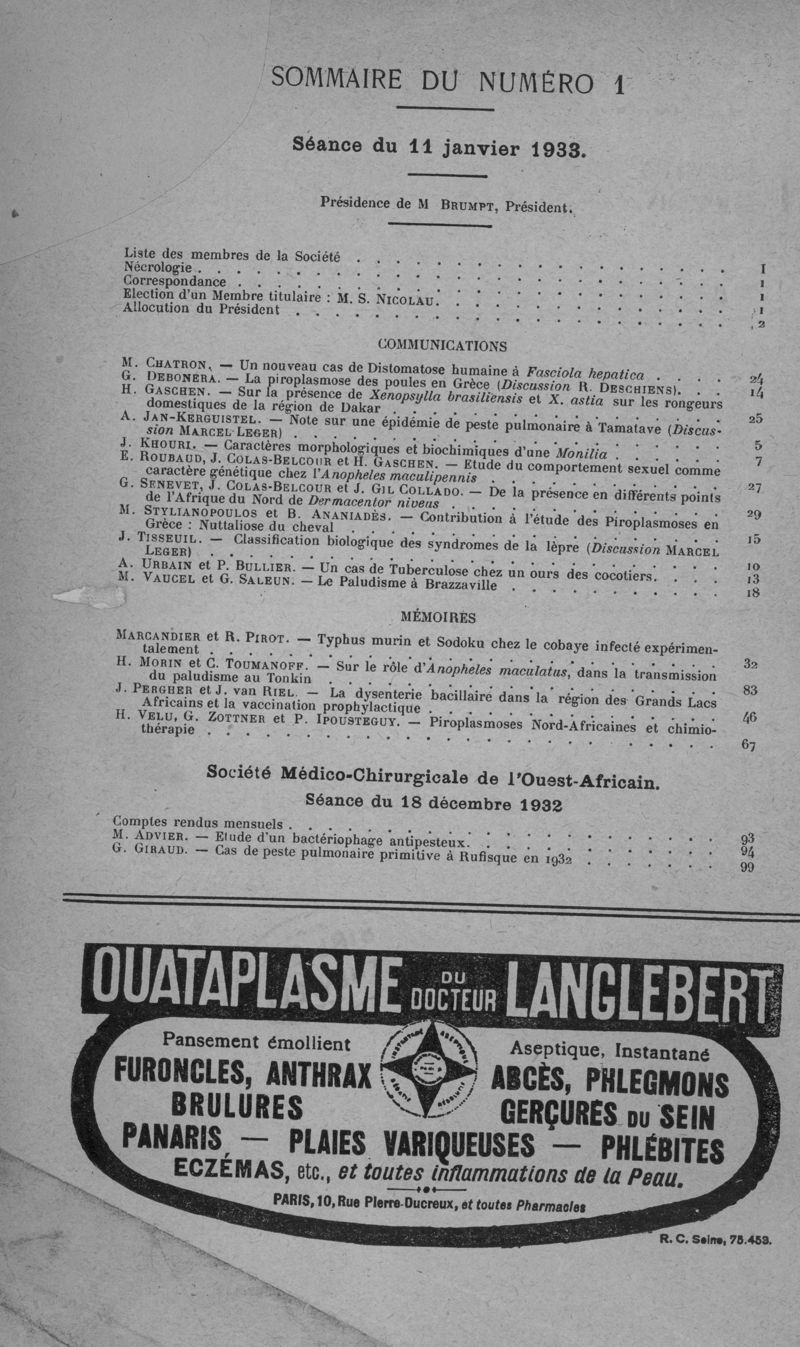 SOMMAIRE DU NUMÉRO 1
Séance du 11 janvier 1933.
Présidence de M BRUMPT, Président.
Liste des membres de la Société . . . . I
Nécrologie . . . . 1
Correspondance . . . . 1
Election d'un Membre titulaire : M. S. NICOLAU. . . . . 1
Allocution du Président . . . . 2
COMMUNICATIONS
M. CHATRON. — Un nouveau cas de Distomatose humaine à Fasciola hepatica . . . . 24
G. DEBONERA. — La piroplasmose des poules en Grèce (Discussion R. DESCHIENS). . . . 14
H. GASCHEN. — Sur la présence de Xenopsylla brasiliensis et X. astia sur les rongeurs
domestiques de la région de Dakar . . . . 25
A. JAN-KERGUISTEL. — Note sur une épidémie de peste pulmonaire à Tamatave (Discus-
sion MARCEL LEGER) . . . . 5
J. KHOURI. — Caractères morphologiques et biochimiques d'une Monilia . . . . 7
E. ROUBAUD, J. COLAS-BELCOUR et H. GASCHEN. — Etude du comportement sexuel comme
caractère génétique chez l'Anopheles maculipennis . . . . 27
G. SENEVET, J. COLAS-BELCOUR et J. GIL COLLADO. — De la présence en différents points
de l'Afrique du Nord de Dermacentor niveus . . . . 29
M. STYLIANOPOULOS et B. ANANIADÈS. — Contribution à l'étude des Piroplasmoses en
Grèce : Nuttaliose du cheval . . . . 15
J. TISSEUIL. — Classification biologique des syndromes de la lèpre (Discussion MARCEL
LEGER) . . . . 10
A. URBAIN et P. BULLIER. — Un cas de Tuberculose chez un ours des cocotiers. . . . 13
M. VAUCEL et G. SALEUN. — Le Paludisme à Brazzaville . . . . 18
MÉMOIRES
MARCANDIER et R. PIROT. — Typhus murin et Sodoku chez le cobaye infecté expérimen-
talement . . . . 32
H. MORIN et C. TOUMANOFF. — Sur le rôle d'Anopheles maculatus, dans la transmission
du paludisme au Tonkin . . . . 83
J. PERGHER et J. van RIEL. — La dysenterie bacillaire dans la région des Grands Lacs
Africains et la vaccination prophylactique . . . . 46
H. VELU, G. ZOTTNER et P. IPOUSTEGUY. — Piroplasmoses Nord-Africaines et chimio-
thérapie . . . . 67
Société Médico-Chirurgicale de l'Ouest-Africain.
Séance du 18 décembre 1932
Comptes rendus mensuels . . . . 93
M. ADVIER. — Etude d'un bactériophage antipesteux. . . . 94
G. GIRAUD. — Cas de peste pulmonaire primitive à Rufisque en 1932 . . . . 99
OUATAPLASME DU DOCTEUR LANGLEBERT
Pansement émollient Aseptique, Instantané
FURONCLES, ANTHRAX ABCÈS, PHLEGMONS
BRULURES GERÇURES DU SEIN
PANARIS, — PLAIES VARIQUEUSES — PHLÉBITES
ECZÉMAS, etc., et toutes inflammations de la Peau.
PARIS, 10, Rue Pierre-Ducreux, et toutes Pharmacies
R. C. Seine, 75.453.